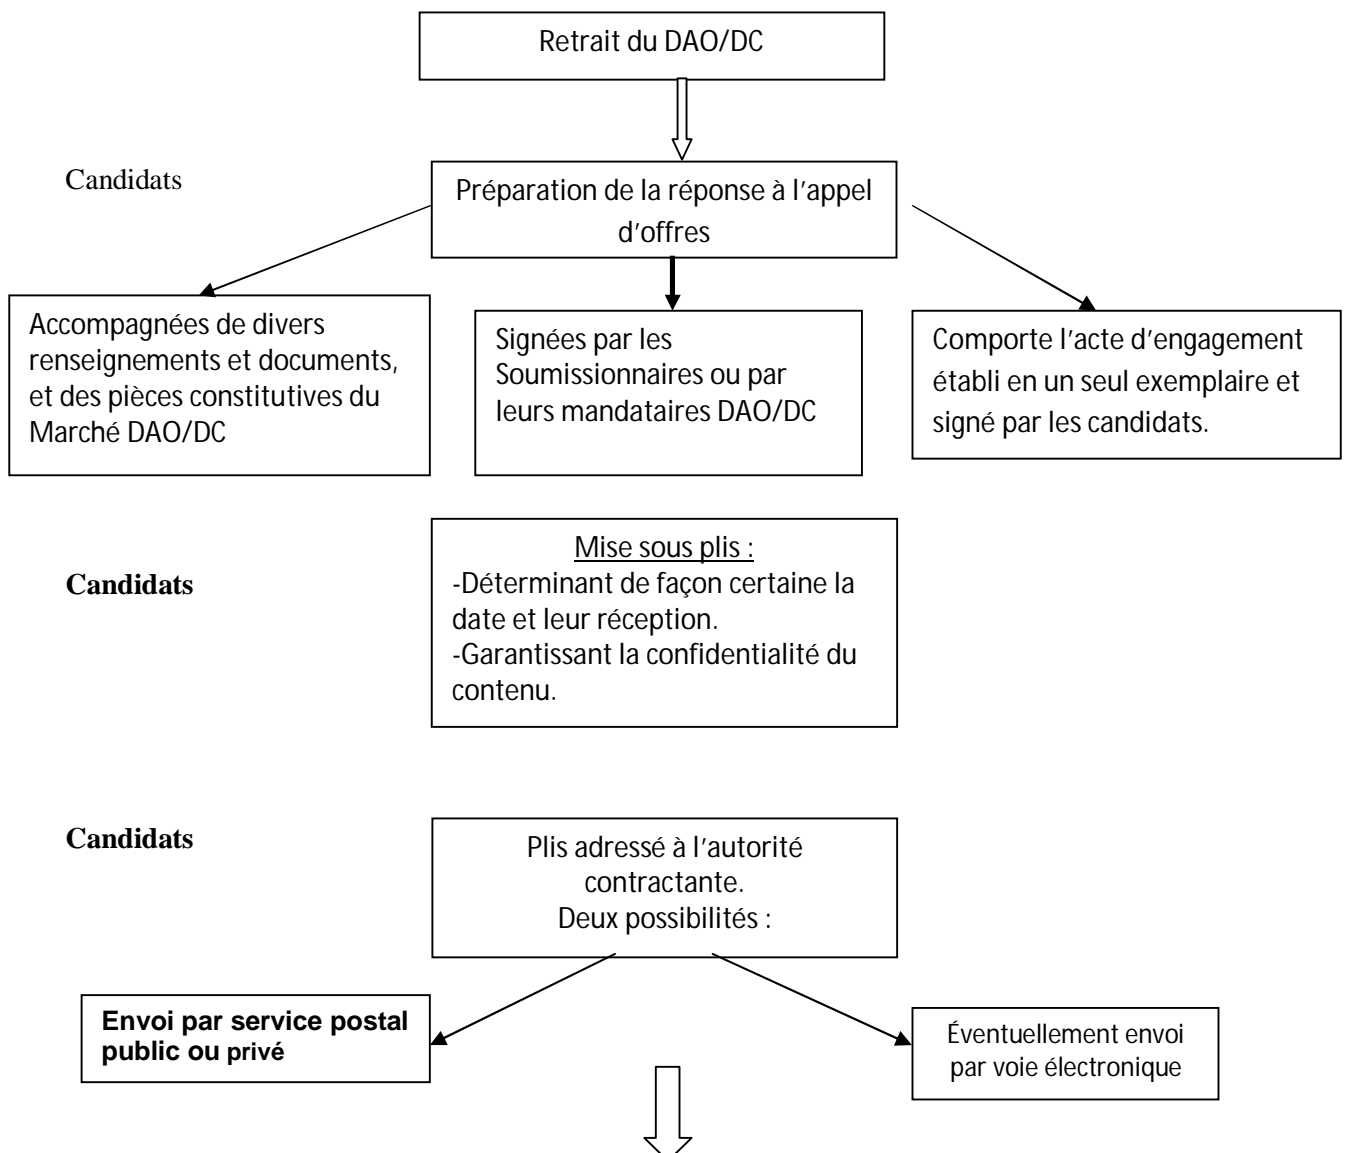 Retrait du DAO/DC
Candidats
Préparation de la réponse à l'appel
d'offres
Accompagnées de divers
renseignements et documents,
et des pièces constitutives du
Marché DAO/DC
Signées par les
Soumissionnaires ou par
leurs mandataires DAO/DC
Comporte l'acte d'engagement
établi en un seul exemplaire et
signé par les candidats.
Candidats
Mise sous plis :
-Déterminant de façon certaine la
date et leur réception.
-Garantissant la confidentialité du
contenu.
Candidats
Plis adressé à l'autorité
contractante.
Deux possibilités :
Envoi par service postal
public ou privé
Éventuellement envoi
par voie électronique